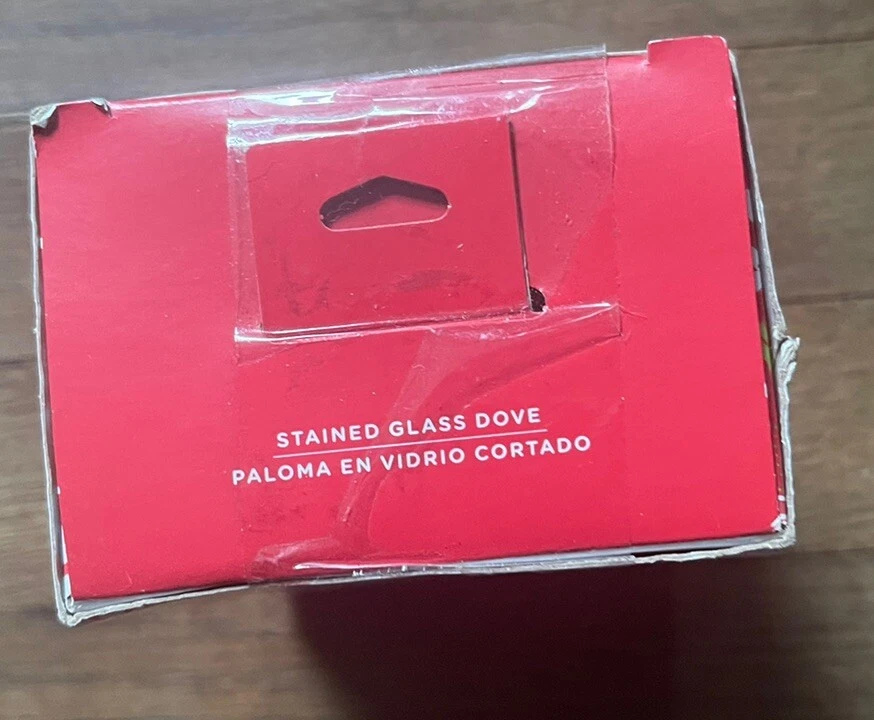 STAINED GLASS DOVE
PALOMA EN VIDRIO CORTADO